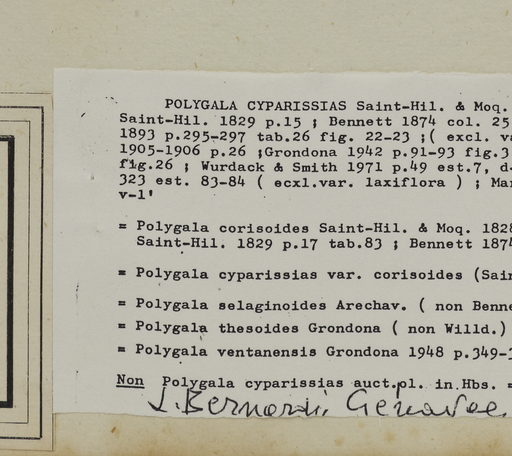 POLYGALA CYPARISSIAS Saint-Hil. & Moq.
Saint-Hil. 1829 p.15 ; Bennett 1874 col. 25
1893 p.295-297 tab.26 fig. 22-23 ;( excl. va
1905-1906 p.26 ;Grondona 1942 p.91-93 fig.3
fig.26 ; Wurdack & Smith 1971 p.49 est.7, d-
323 est. 83-84 ( ecxl.var. laxiflora ) ; Mar
v-l'
= Polygala corisoides Saint-Hil. & Moq. 1828
Saint-Hil. 1829 p.17 tab.83 ; Bennett 1874
= Polygala cyparissias var. corisoides (Sain
= Polygala selaginoides Arechav. ( non Benne
= Polygala thesoides Grondona ( non Willd.)
= Polygala ventanensis Grondona 1948 p.349-3
Non Polygala cyparissias auct.pl. in.Hbs. =
L. Bernardi, Genavae